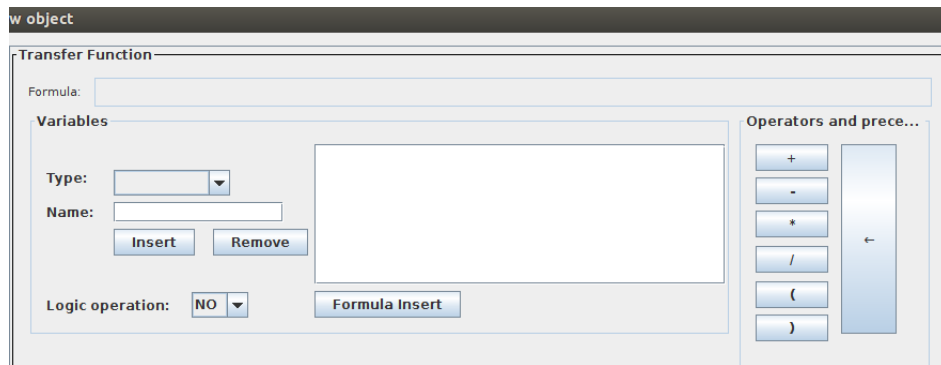 w object
Transfer Function
Formula:
Variables
Operators and prece...
Type:
Name:
Insert
Remove
Logic operation:
NO
Formula Insert
+
-
*
/
(
)
←